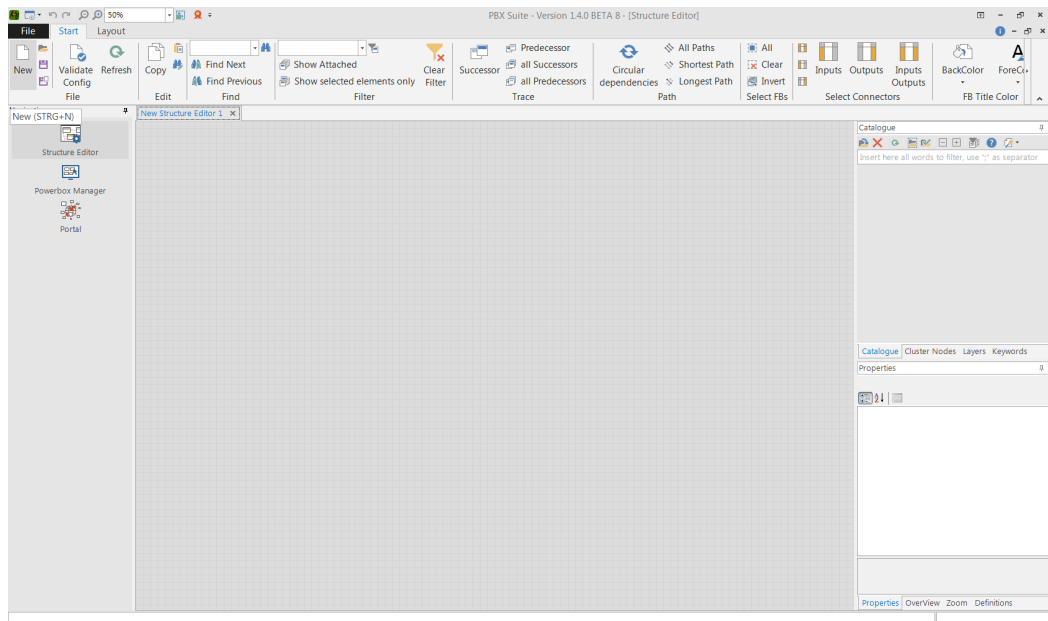 50%
PBX Suite - Version 1.4.0 BETA 8 - [Structure Editor]
File Start Layout
New
Validate Config
Refresh
Copy
Find Next
Find Previous
Show Attached
Show selected elements only
Clear Filter
Successor
Predecessor
all Successors
all Predecessors
Circular dependencies
All Paths
Shortest Path
Longest Path
All
Clear
Invert
Inputs
Outputs
Inputs Outputs
BackColor
ForeCo
File Edit Find Filter Trace Path Select FBs Select Connectors FB Title Color
New (STRG+N)
New Structure Editor 1
Structure Editor
Powerbox Manager
Portal
Catalogue
Insert here all words to filter, use ";" as separator
Catalogue Cluster Nodes Layers Keywords
Properties
Properties OverView Zoom Definitions